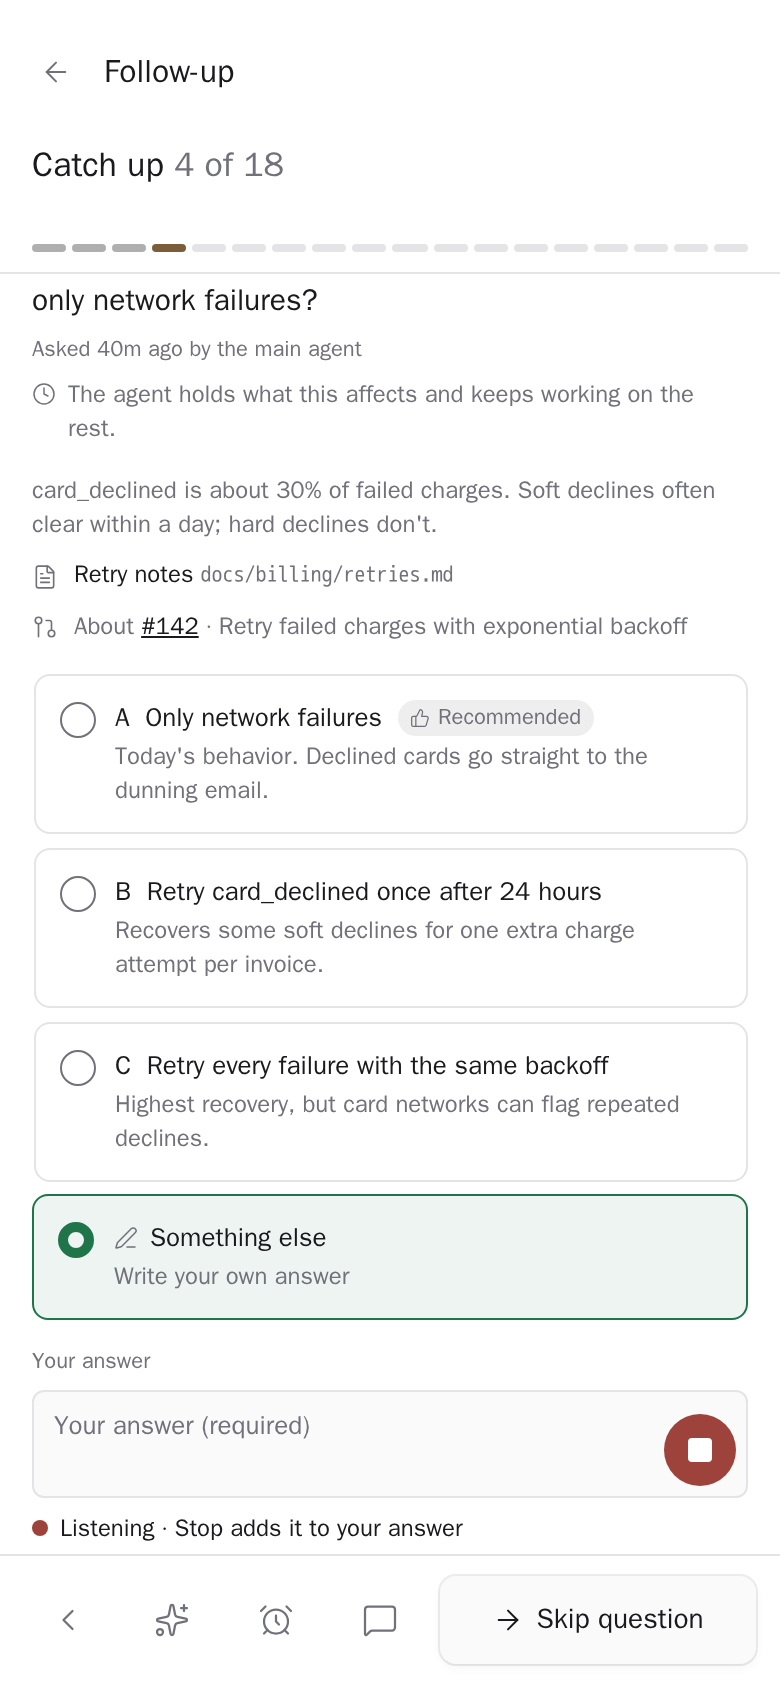 Follow-up
Catch up 4 of 18
only network failures?
Asked 40m ago by the main agent
The agent holds what this affects and keeps working on the
rest.
card_declined is about 30% of failed charges. Soft declines often
clear within a day; hard declines don't.
Retry notes docs/billing/retries.md
About #142 · Retry failed charges with exponential backoff
A Only network failures Recommended
Today's behavior. Declined cards go straight to the
dunning email.
B Retry card_declined once after 24 hours
Recovers some soft declines for one extra charge
attempt per invoice.
C Retry every failure with the same backoff
Highest recovery, but card networks can flag repeated
declines.
Something else
Write your own answer
Your answer
Your answer (required)
Listening · Stop adds it to your answer
Skip question